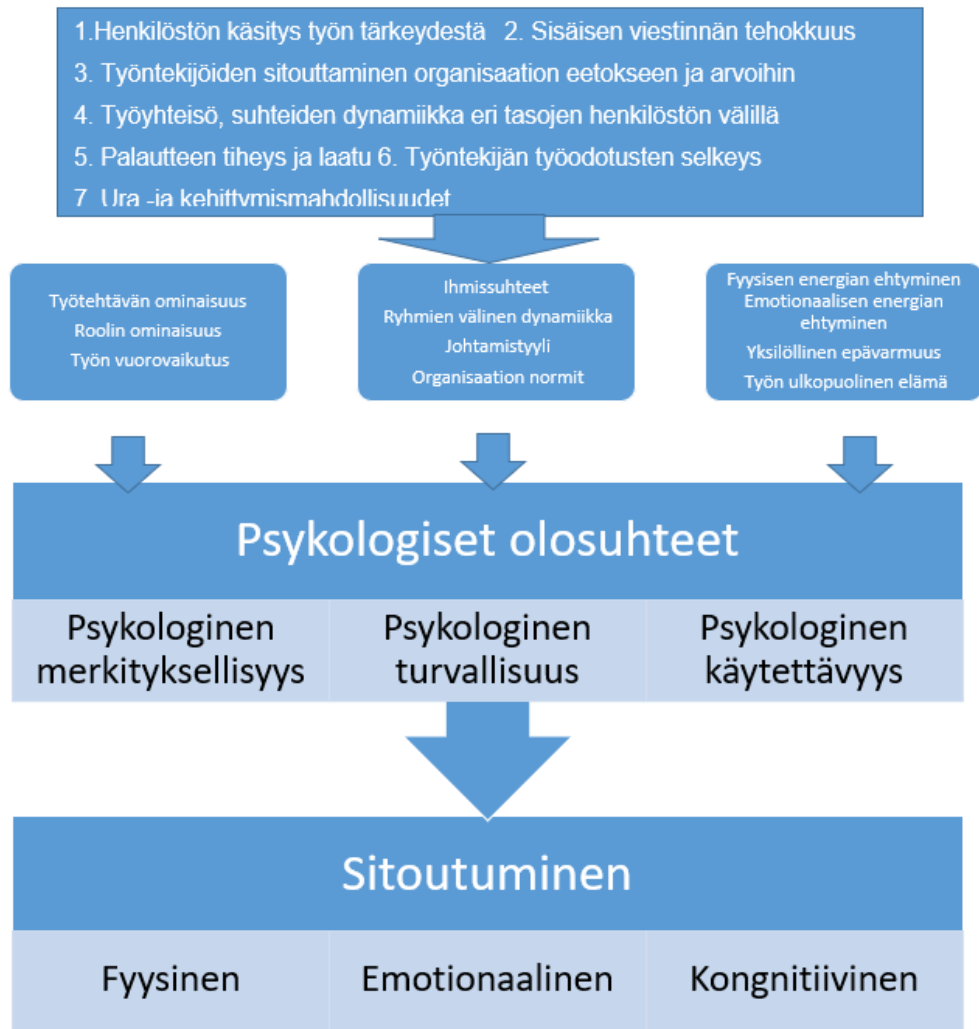 1.Henkilöstön käsitys työn tärkeydestä 2. Sisäisen viestinnän tehokkuus
3. Työntekijöiden sitouttaminen organisaation eetokseen ja arvoihin
4. Työyhteisö, suhteiden dynamiikka eri tasojen henkilöstön välillä
5. Palautteen tiheys ja laatu 6. Työntekijän työodotusten selkeys
7. Ura -ja kehittymismahdollisuudet
Työtehtävän ominaisuus
Roolin ominaisuus
Työn vuorovaikutus
Ihmissuhteet
Ryhmien välinen dynamiikka
Johtamistyyli
Organisaation normit
Fyysisen energian ehtyminen
Emotionaalisen energian
ehtyminen
Yksilöllinen epävarmuus
Työn ulkopuolinen elämä
Psykologiset olosuhteet
Psykologinen
merkityksellisyys
Psykologinen
turvallisuus
Psykologinen
käytettävyys
Sitoutuminen
Fyysinen
Emotionaalinen
Kongnitiivinen